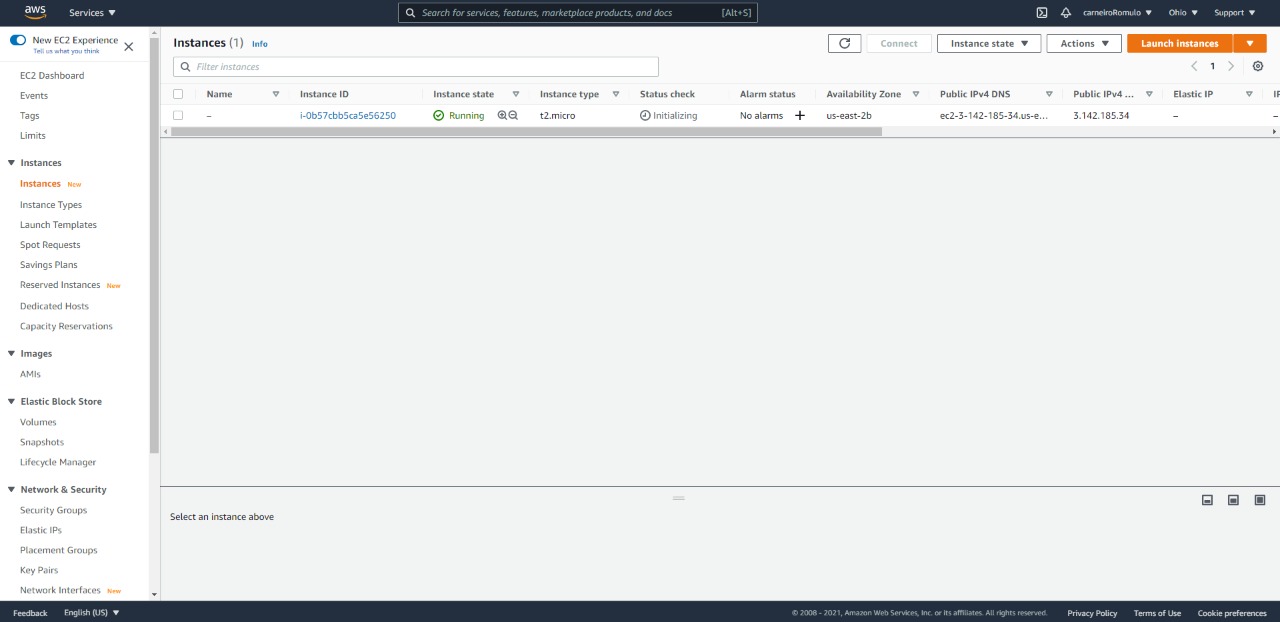 aws Services Search for services, features, marketplace products, and docs [Alt+S] carneiroRomulo Ohio Support
New EC2 Experience
Tell us what you think
EC2 Dashboard
Events
Tags
Limits
Instances
Instances New
Instance Types
Launch Templates
Spot Requests
Savings Plans
Reserved Instances New
Dedicated Hosts
Capacity Reservations
Images
AMIs
Elastic Block Store
Volumes
Snapshots
Lifecycle Manager
Network & Security
Security Groups
Elastic IPs
Placement Groups
Key Pairs
Network Interfaces New
Instances (1) Info Connect Instance state Actions Launch instances
Filter instances 1
Name Instance ID Instance state Instance type Status check Alarm status Availability Zone Public IPv4 DNS Public IPv4 ... Elastic IP IP
– i-0b57cbb5ca5e56250 Running t2.micro Initializing No alarms + us-east-2b ec2-3-142-185-34.us-e... 3.142.185.34 – –
Select an instance above
Feedback English (US) © 2008 - 2021, Amazon Web Services, Inc. or its affiliates. All rights reserved. Privacy Policy Terms of Use Cookie preferences